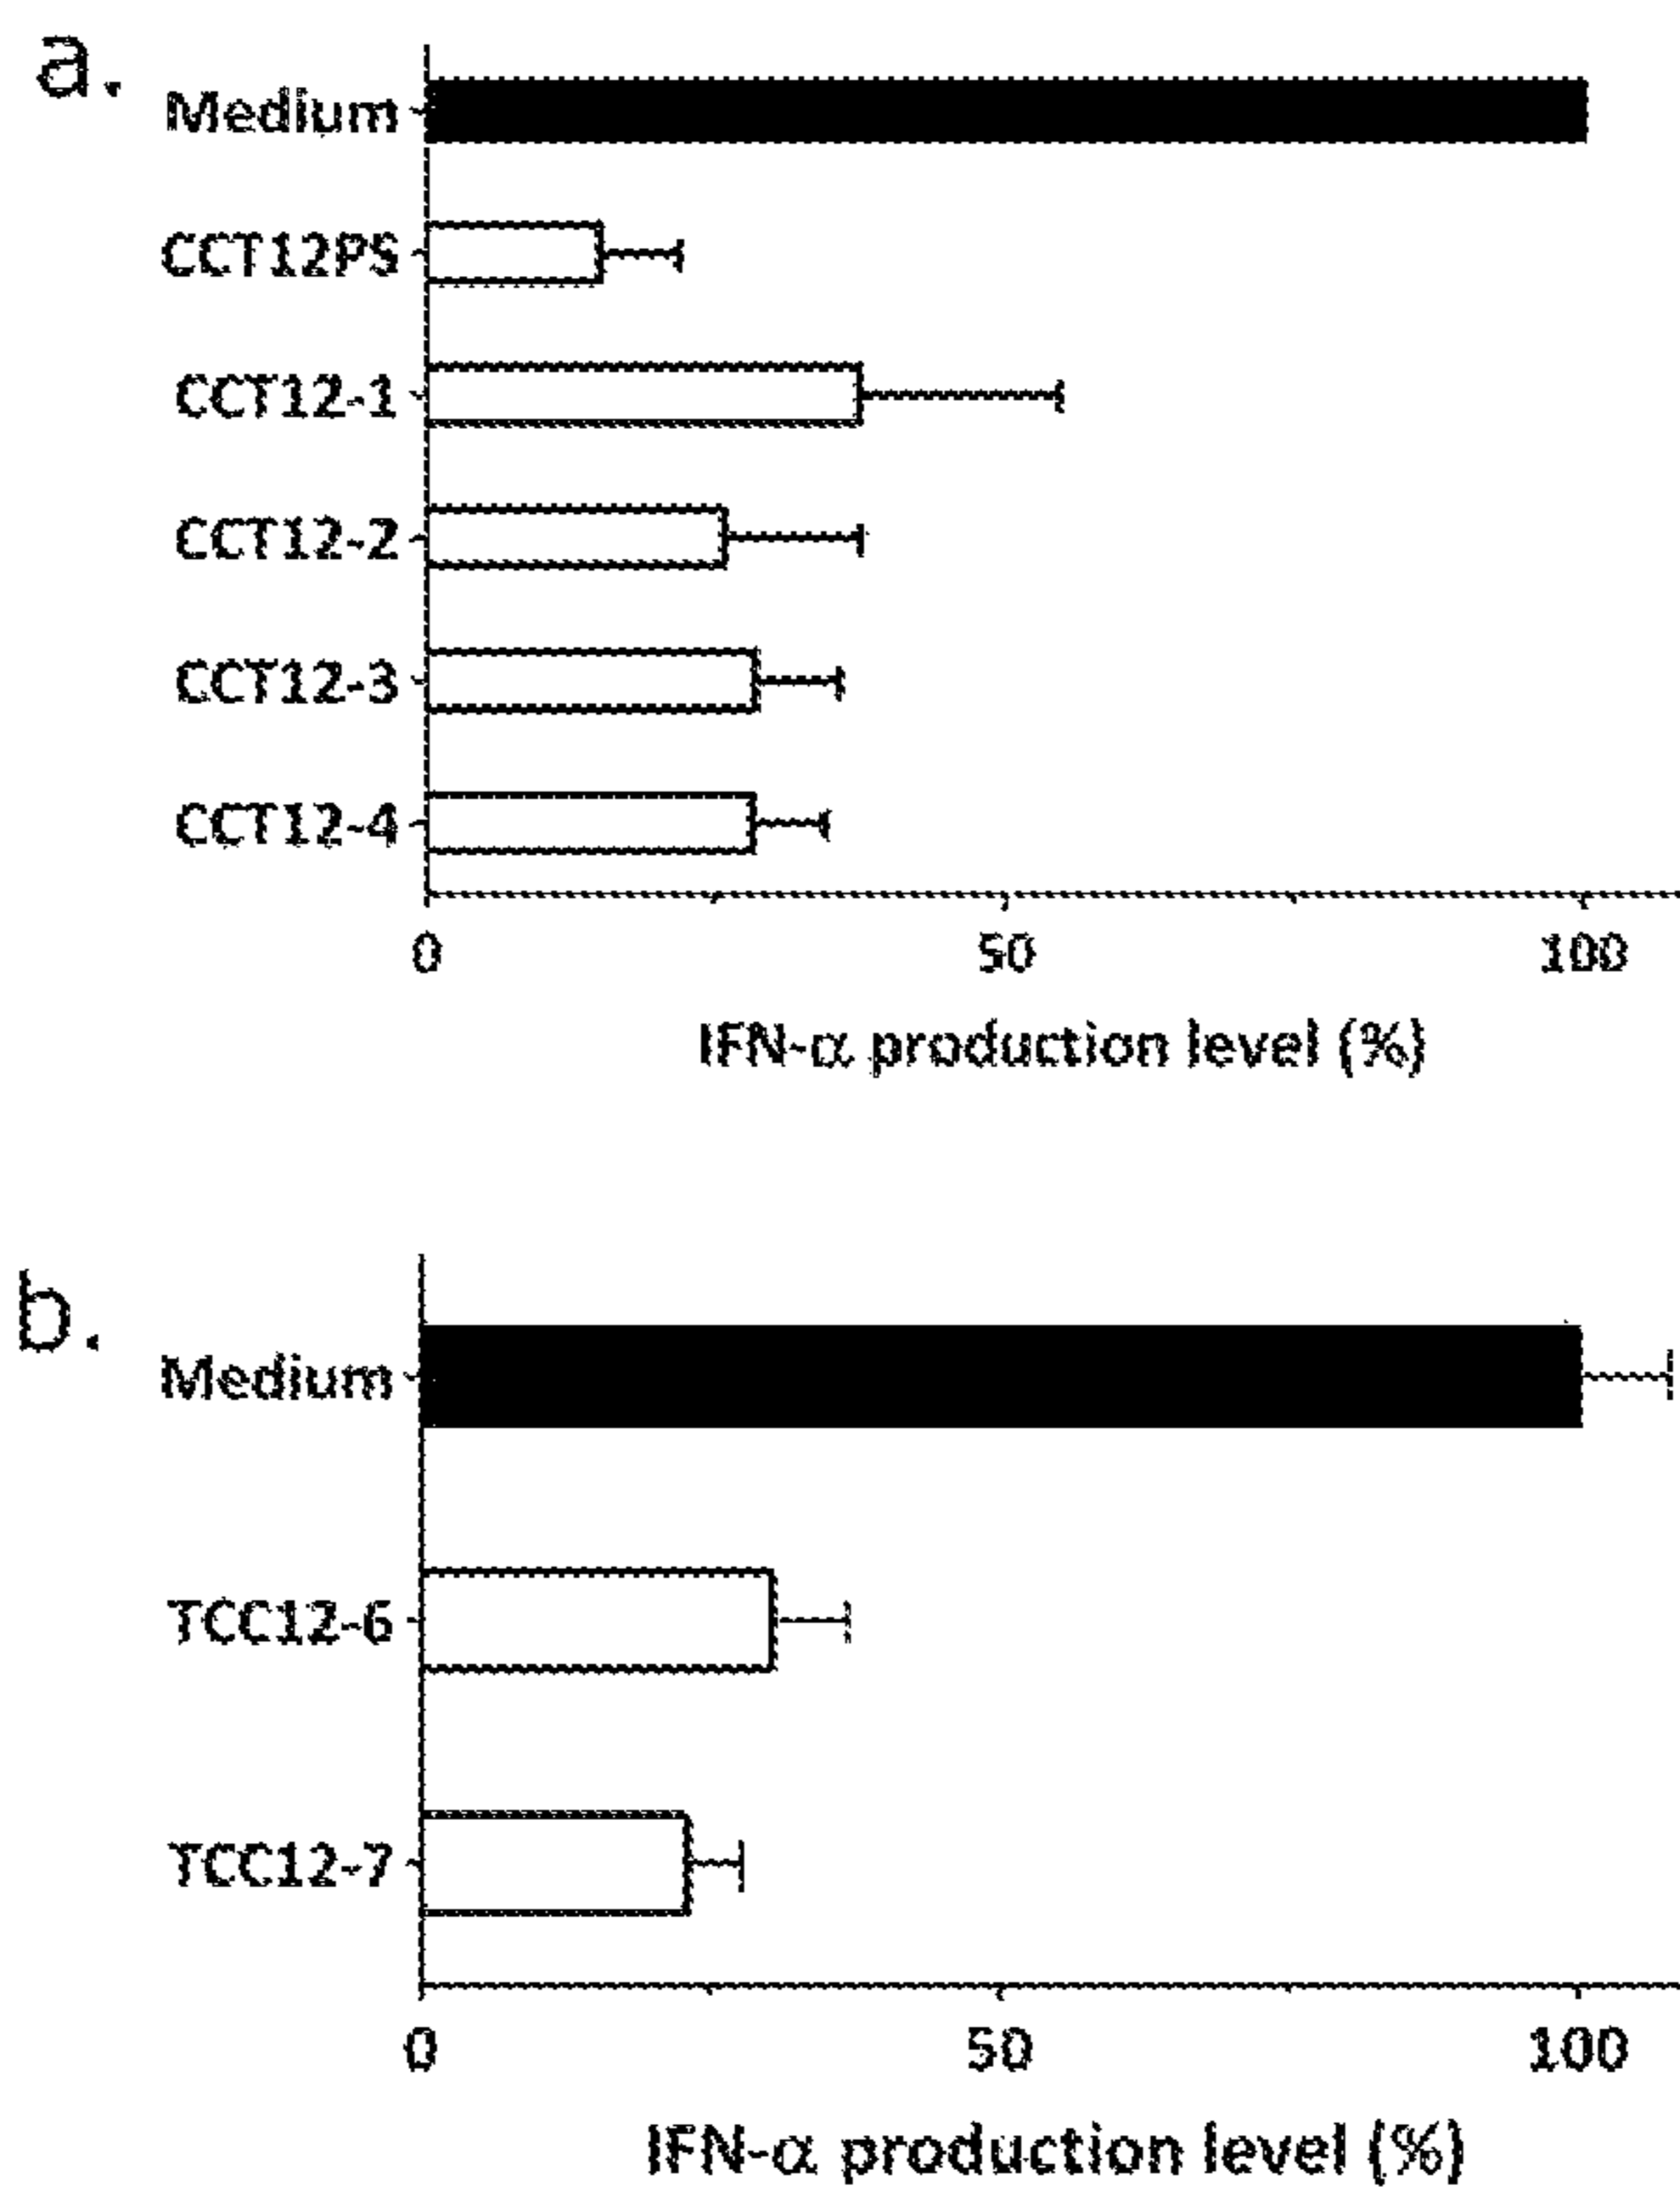 a.
Medium
CCT12PS
CCT12-1
CCT12-2
CCT12-3
CCT12-4
0 50 100
IFN-α production level (%)
b.
Medium
TCC12-6
TCC12-7
0 50 100
IFN-α production level (%)